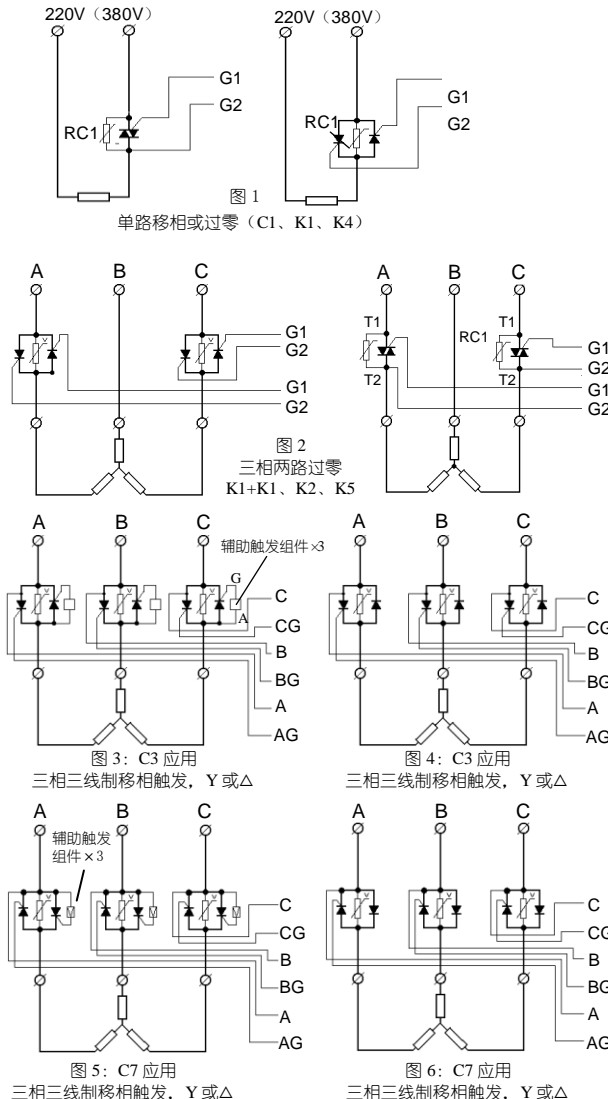 220V（380V） 220V（380V）
G1
G2
RC1
G1
G2
RC1
图 1
单路移相或过零（C1、K1、K4）
A B C A B C
G1
G2
G1
G2
T1
T2
RC1
T1
T2
G1
G2
G1
G2
图 2
三相两路过零
K1+K1、K2、K5
A B C
辅助触发组件×3
G
A
C
CG
B
BG
A
AG
图 3：C3 应用
三相三线制移相触发，Y 或△
A B C
C
CG
B
BG
A
AG
图 4：C3 应用
三相三线制移相触发，Y 或△
A B C
辅助触发
组件×3
C
CG
B
BG
A
AG
图 5：C7 应用
三相三线制移相触发，Y 或△
A B C
C
CG
B
BG
A
AG
图 6：C7 应用
三相三线制移相触发，Y 或△